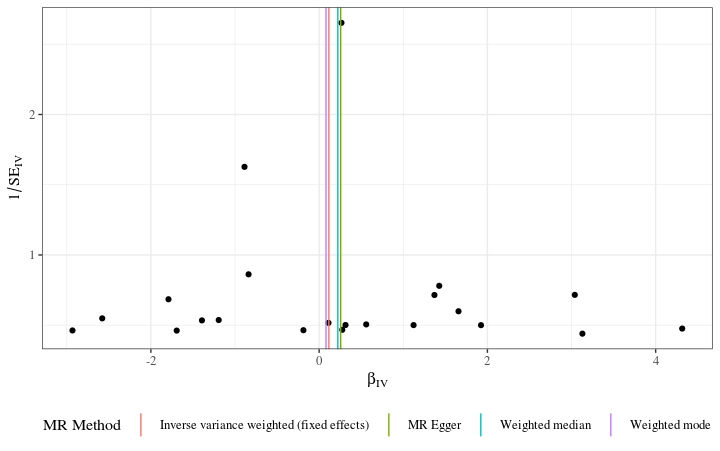 2
1
1/SE_IV
-2
0
2
4
β_IV
MR Method Inverse variance weighted (fixed effects) MR Egger Weighted median Weighted mode